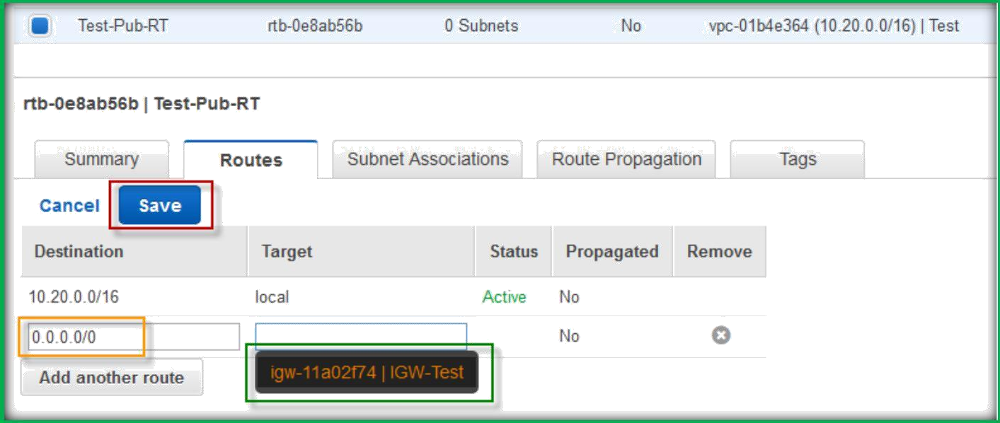 Test-Pub-RT rtb-0e8ab56b 0 Subnets No vpc-01b4e364 (10.20.0.0/16) | Test
rtb-0e8ab56b | Test-Pub-RT
Summary Routes Subnet Associations Route Propagation Tags
Cancel Save
Destination Target Status Propagated Remove
10.20.0.0/16 local Active No
0.0.0.0/0 No
igw-11a02f74 | IGW-Test
Add another route